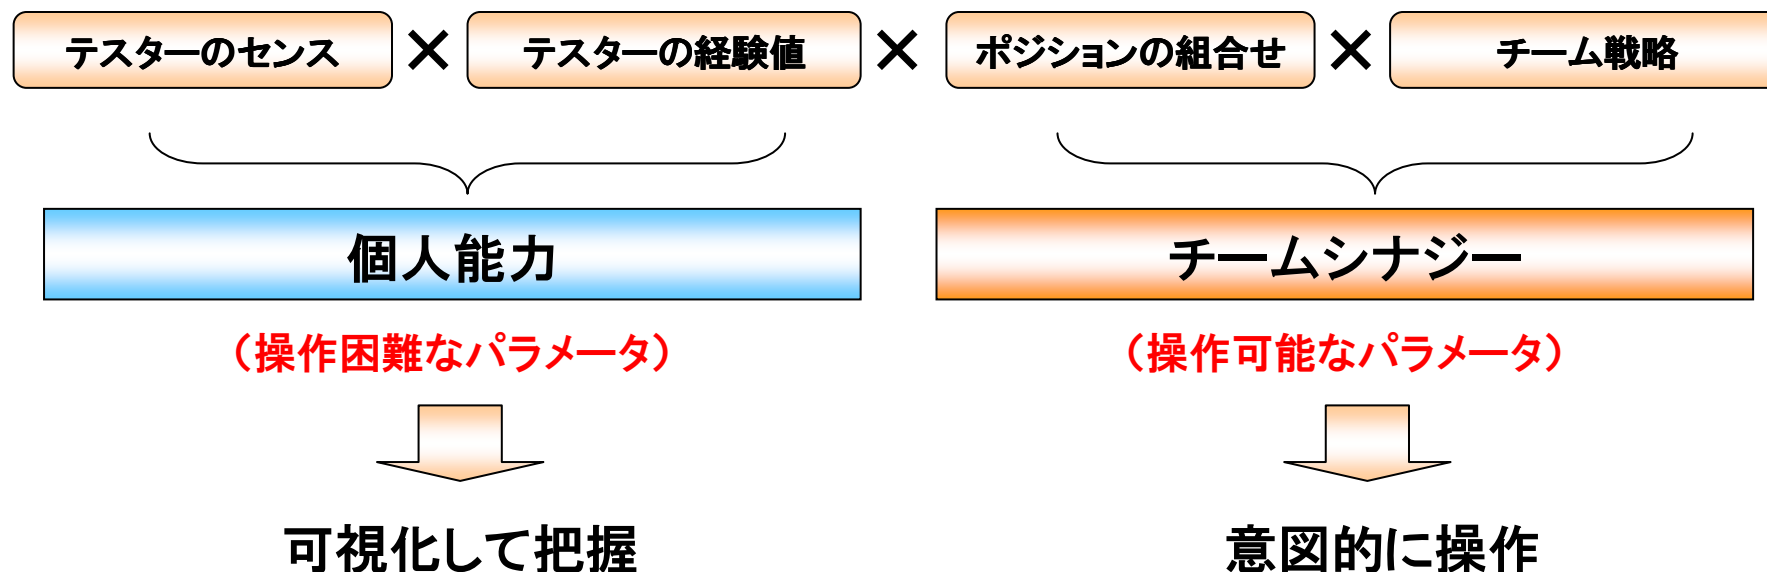 テスターのセンス × テスターの経験値 × ポジションの組合せ × チーム戦略
個人能力 チームシナジー
（操作困難なパラメータ） （操作可能なパラメータ）
可視化して把握 意図的に操作